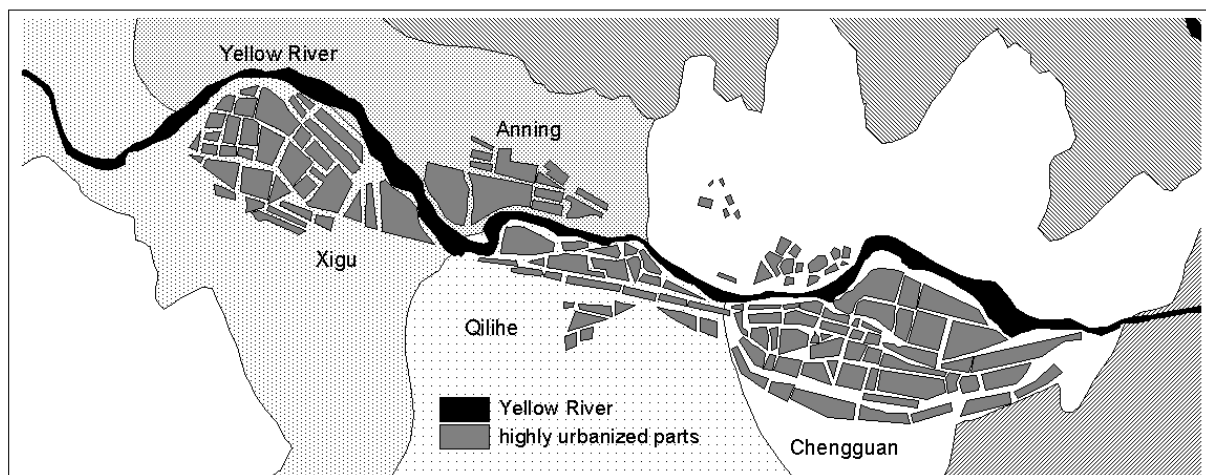 Yellow River
Anning
Xigu
Qilihe
Yellow River
highly urbanized parts
Chengguan